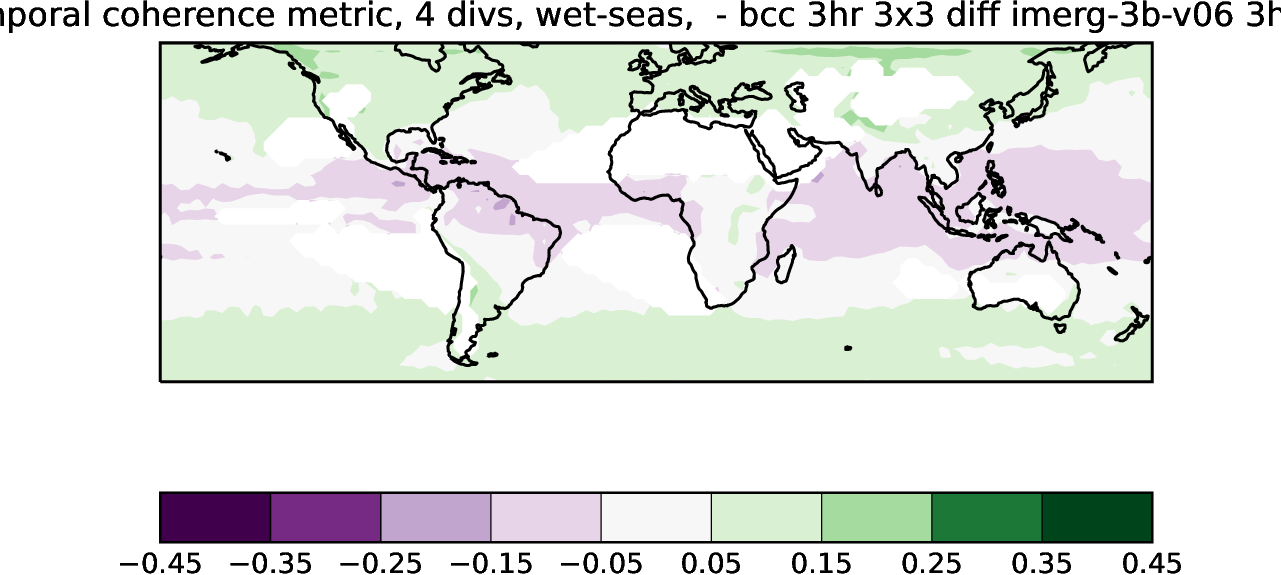 nporal coherence metric, 4 divs, wet-seas,  - bcc 3hr 3x3 diff imerg-3b-v06 3h
−0.45 −0.35 −0.25 −0.15 −0.05 0.05 0.15 0.25 0.35 0.45